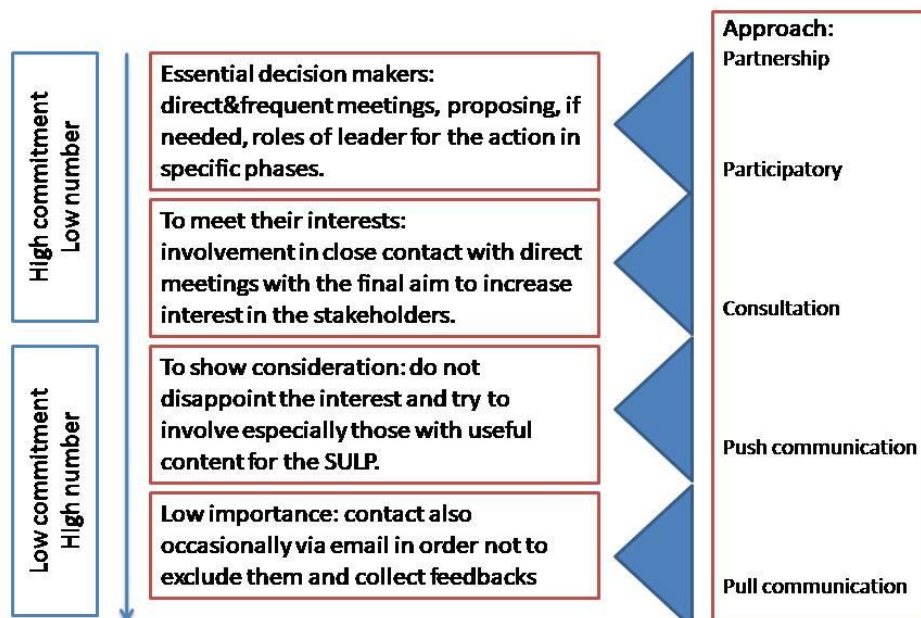 High commitment
Low number
Low commitment
HIgh number
Essential decision makers:
direct&frequent meetings, proposing, if
needed, roles of leader for the action in
specific phases.
To meet their interests:
involvement in close contact with direct
meetings with the final aim to increase
interest in the stakeholders.
To show consideration: do not
disappoint the interest and try to
involve especially those with useful
content for the SULP.
Low importance: contact also
occasionally via email in order not to
exclude them and collect feedbacks
Approach:
Partnership
Participatory
Consultation
Push communication
Pull communication